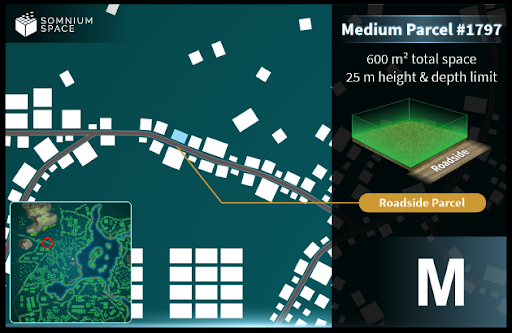 SOMNIUM
SPACE
Medium Parcel #1797
600 m² total space
25 m height & depth limit
Roadside
Roadside Parcel
M